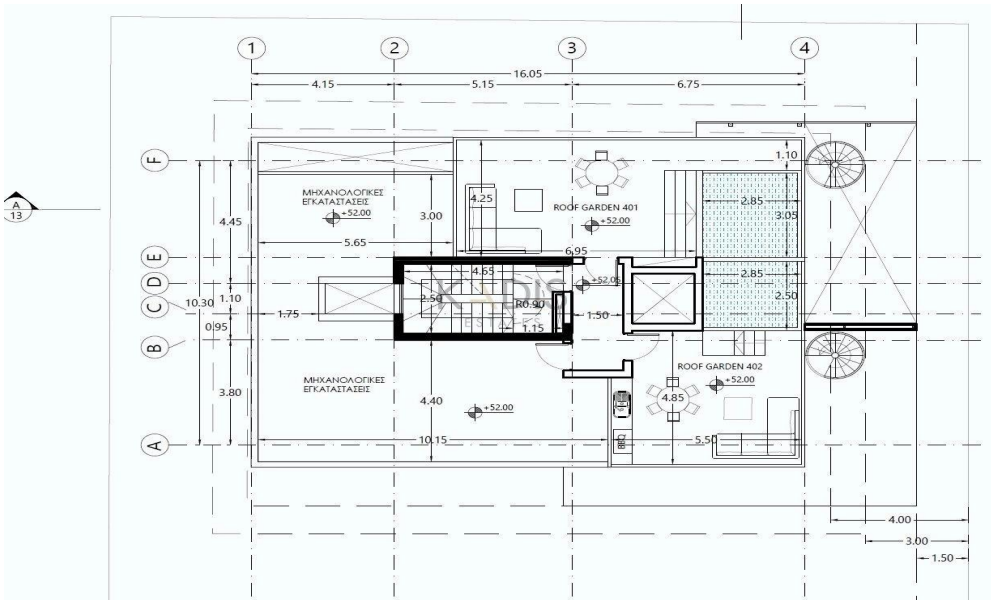 1
2
3
4
16.05
4.15
5.15
6.75
F
1.10
ΜΗΧΑΝΟΛΟΓΙΚΕΣ
ΕΓΚΑΤΑΣΤΑΣΕΙΣ
+52.00
4.25
ROOF GARDEN 401
+52.00
2.85
3.05
A
13
4.45
3.00
5.65
6.95
E
4.65
+52.05
2.85
D
2.50
KADIS
ESTATES
R0.90
2.50
C
10.30
1.10
1.75
1.50
0.95
1.15
B
ROOF GARDEN 402
+52.00
ΜΗΧΑΝΟΛΟΓΙΚΕΣ
ΕΓΚΑΤΑΣΤΑΣΕΙΣ
3.80
4.40
+52.00
4.85
A
10.15
BBQ
5.50
4.00
3.00
1.50